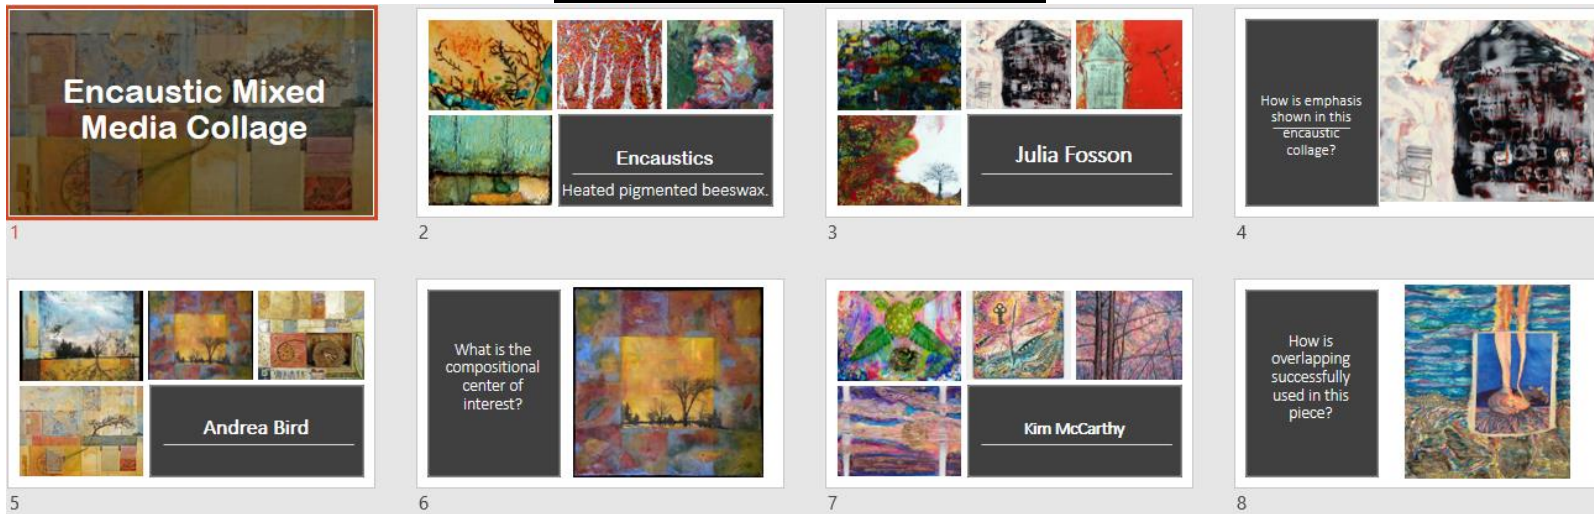 Encaustic Mixed
Media Collage
1
Encaustics
Heated pigmented beeswax.
2
Julia Fosson
3
How is emphasis
shown in this
encaustic
collage?
4
Andrea Bird
5
What is the
compositional
center of
interest?
6
Kim McCarthy
7
How is
overlapping
successfully
used in this
piece?
8